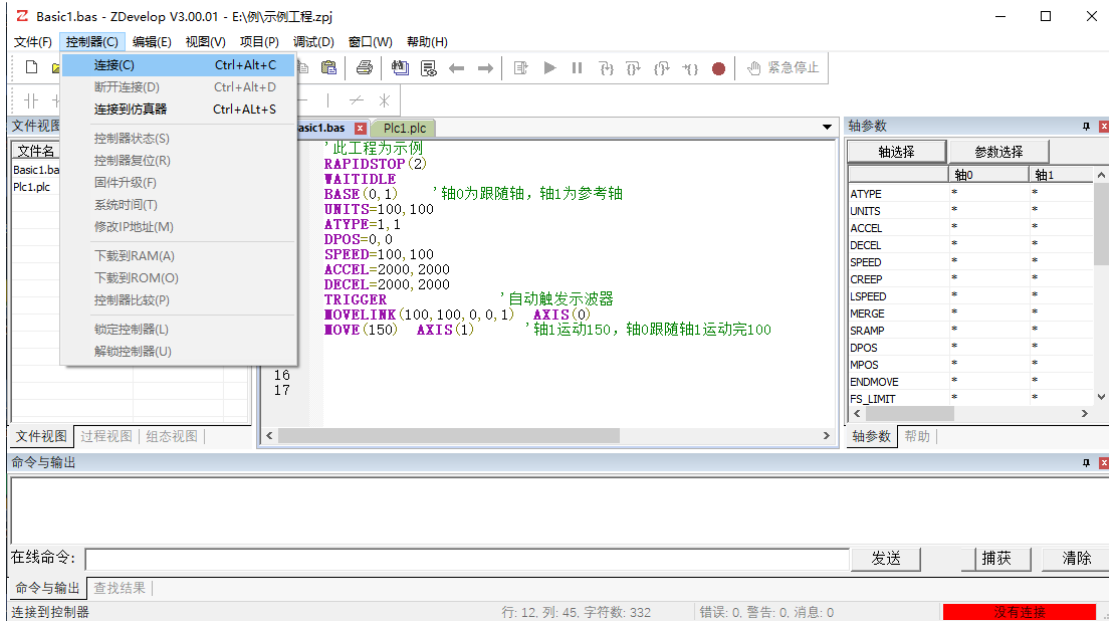 Basic1.bas - ZDevelop V3.00.01 - E:\例\示例工程.zpj
文件(F) 控制器(C) 编辑(E) 视图(V) 项目(P) 调试(D) 窗口(W) 帮助(H)
紧急停止
连接(C) Ctrl+Alt+C
断开连接(D) Ctrl+Alt+D
连接到仿真器 Ctrl+ALt+S
控制器状态(S)
控制器复位(R)
固件升级(F)
系统时间(T)
修改IP地址(M)
下载到RAM(A)
下载到ROM(O)
控制器比较(P)
锁定控制器(L)
解锁控制器(U)
文件视图
文件名
Basic1.ba
Plc1.plc
文件视图 过程视图 组态视图
asic1.bas Plc1.plc
'此工程为示例
RAPIDSTOP(2)
WAITIDLE
BASE(0,1) '轴0为跟随轴，轴1为参考轴
UNITS=100,100
ATYPE=1,1
DPOS=0,0
SPEED=100,100
ACCEL=2000,2000
DECEL=2000,2000
TRIGGER '自动触发示波器
MOVELINK(100,100,0,0,1) AXIS(0)
MOVE(150) AXIS(1) '轴1运动150，轴0跟随轴1运动完100
16
17
轴参数
轴选择 参数选择
轴0 轴1
ATYPE * *
UNITS * *
ACCEL * *
DECEL * *
SPEED * *
CREEP * *
LSPEED * *
MERGE * *
SRAMP * *
DPOS * *
MPOS * *
ENDMOVE * *
FS_LIMIT * *
轴参数 帮助
命令与输出
在线命令: 发送 捕获 清除
命令与输出 查找结果
连接到控制器 行: 12, 列: 45, 字符数: 332 错误: 0, 警告: 0, 消息: 0 没有连接